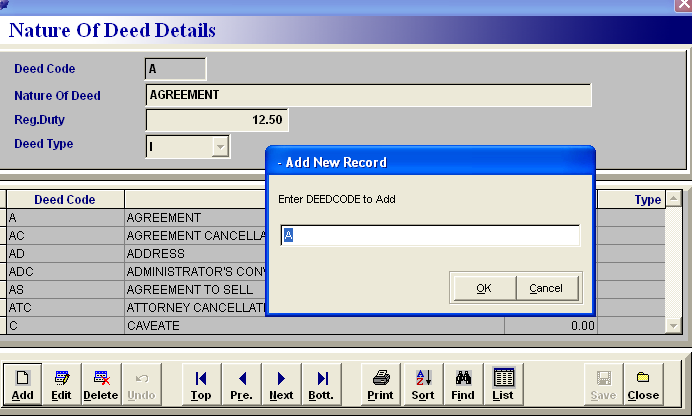 Nature Of Deed Details
Deed Code A
Nature Of Deed AGREEMENT
Reg.Duty 12.50
Deed Type I
- Add New Record
Enter DEEDCODE to Add
A
OK Cancel
Deed Code Type
A AGREEMENT
AC AGREEMENT
AD ADDRESS
ADC ADMINISTRATOR'S
AS AGREEMENT TO SELL
ATC ATTORNEY
C CAVEATE 0.00
Add Edit Delete Undo Top Pre. Next Bott. Print Sort Find List Save Close